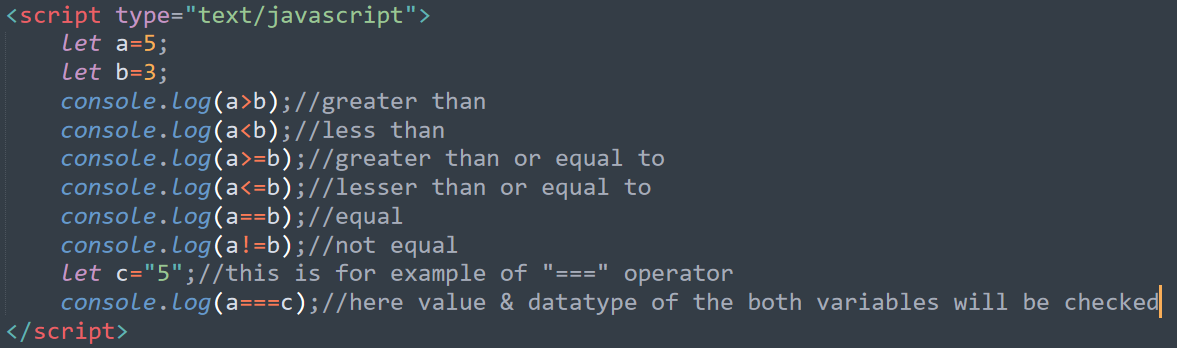 <script type="text/javascript">
let a=5;
let b=3;
console.log(a>b);//greater than
console.log(a<b);//less than
console.log(a>=b);//greater than or equal to
console.log(a<=b);//lesser than or equal to
console.log(a==b);//equal
console.log(a!=b);//not equal
let c="5";//this is for example of "===" operator
console.log(a===c);//here value & datatype of the both variables will be checked
</script>